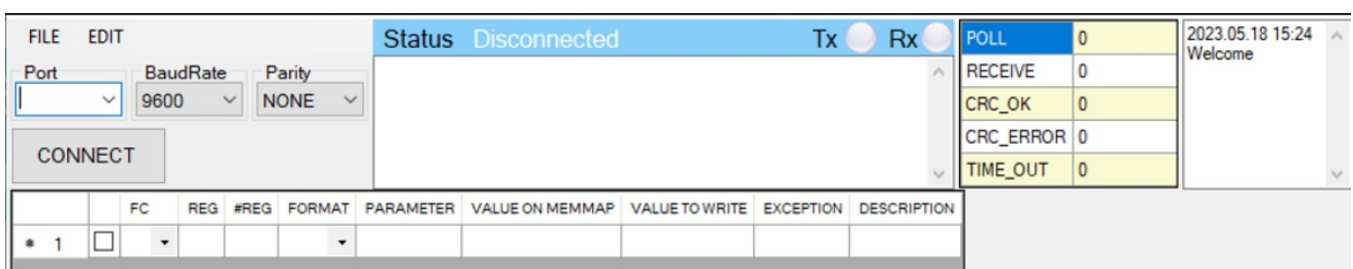 FILE EDIT
Status Disconnected Tx Rx
Port BaudRate Parity
9600 NONE
CONNECT
POLL 0
RECEIVE 0
CRC_OK 0
CRC_ERROR 0
TIME_OUT 0
2023.05.18 15:24
Welcome
FC REG #REG FORMAT PARAMETER VALUE ON MEMMAP VALUE TO WRITE EXCEPTION DESCRIPTION
* 1